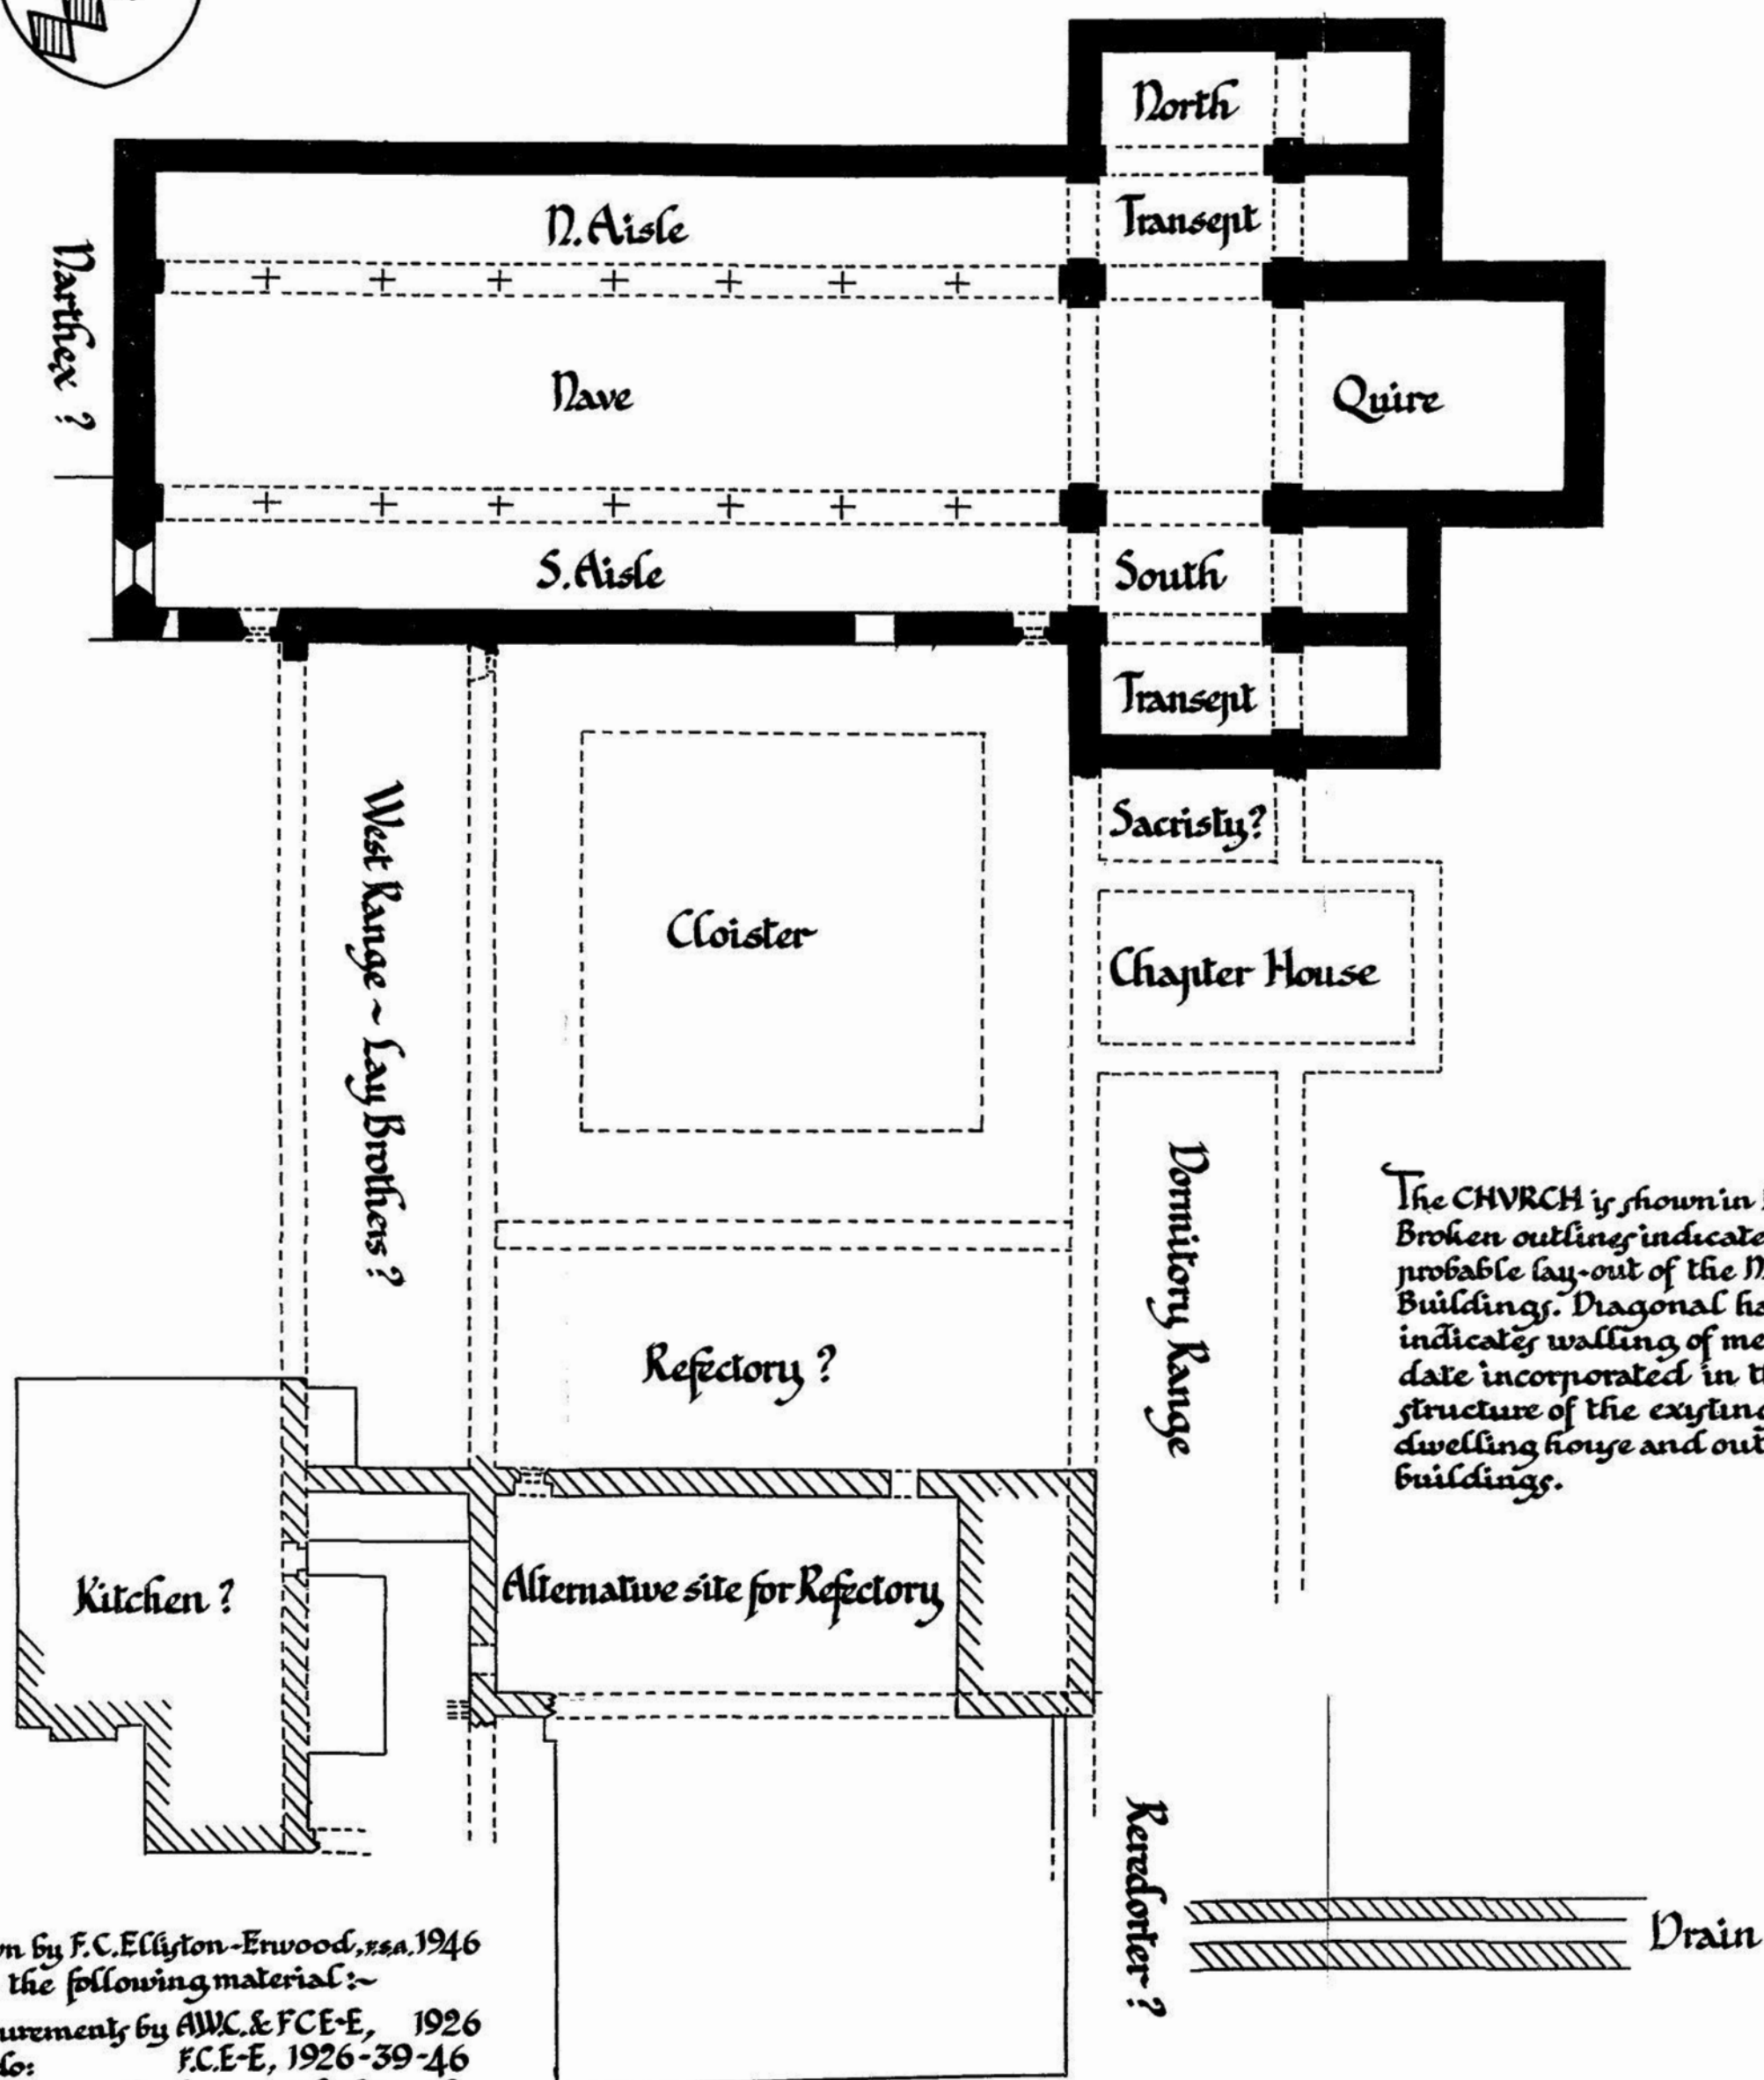 North
Transept
N. Aisle
Narthex ?
Nave
Quire
S. Aisle
South
Transept
Sacristy?
West Range ~ Lay Brothers ?
Cloister
Chapter House
Dormitory Range
Refectory ?
The CHVRCH is shown in
Broken outlines indicate
probable lay-out of the
Buildings. Diagonal
indicates walling of
date incorporated in
structure of the existing
dwelling house and out
buildings.
Kitchen ?
Alternative site for Refectory
Reredorter ?
Drain
by F.C. Elliston-Erwood, F.S.A. 1946
the following material:~
by A.W.C. & F C E-E, 1926
do: F.C.E-E, 1926-39-46